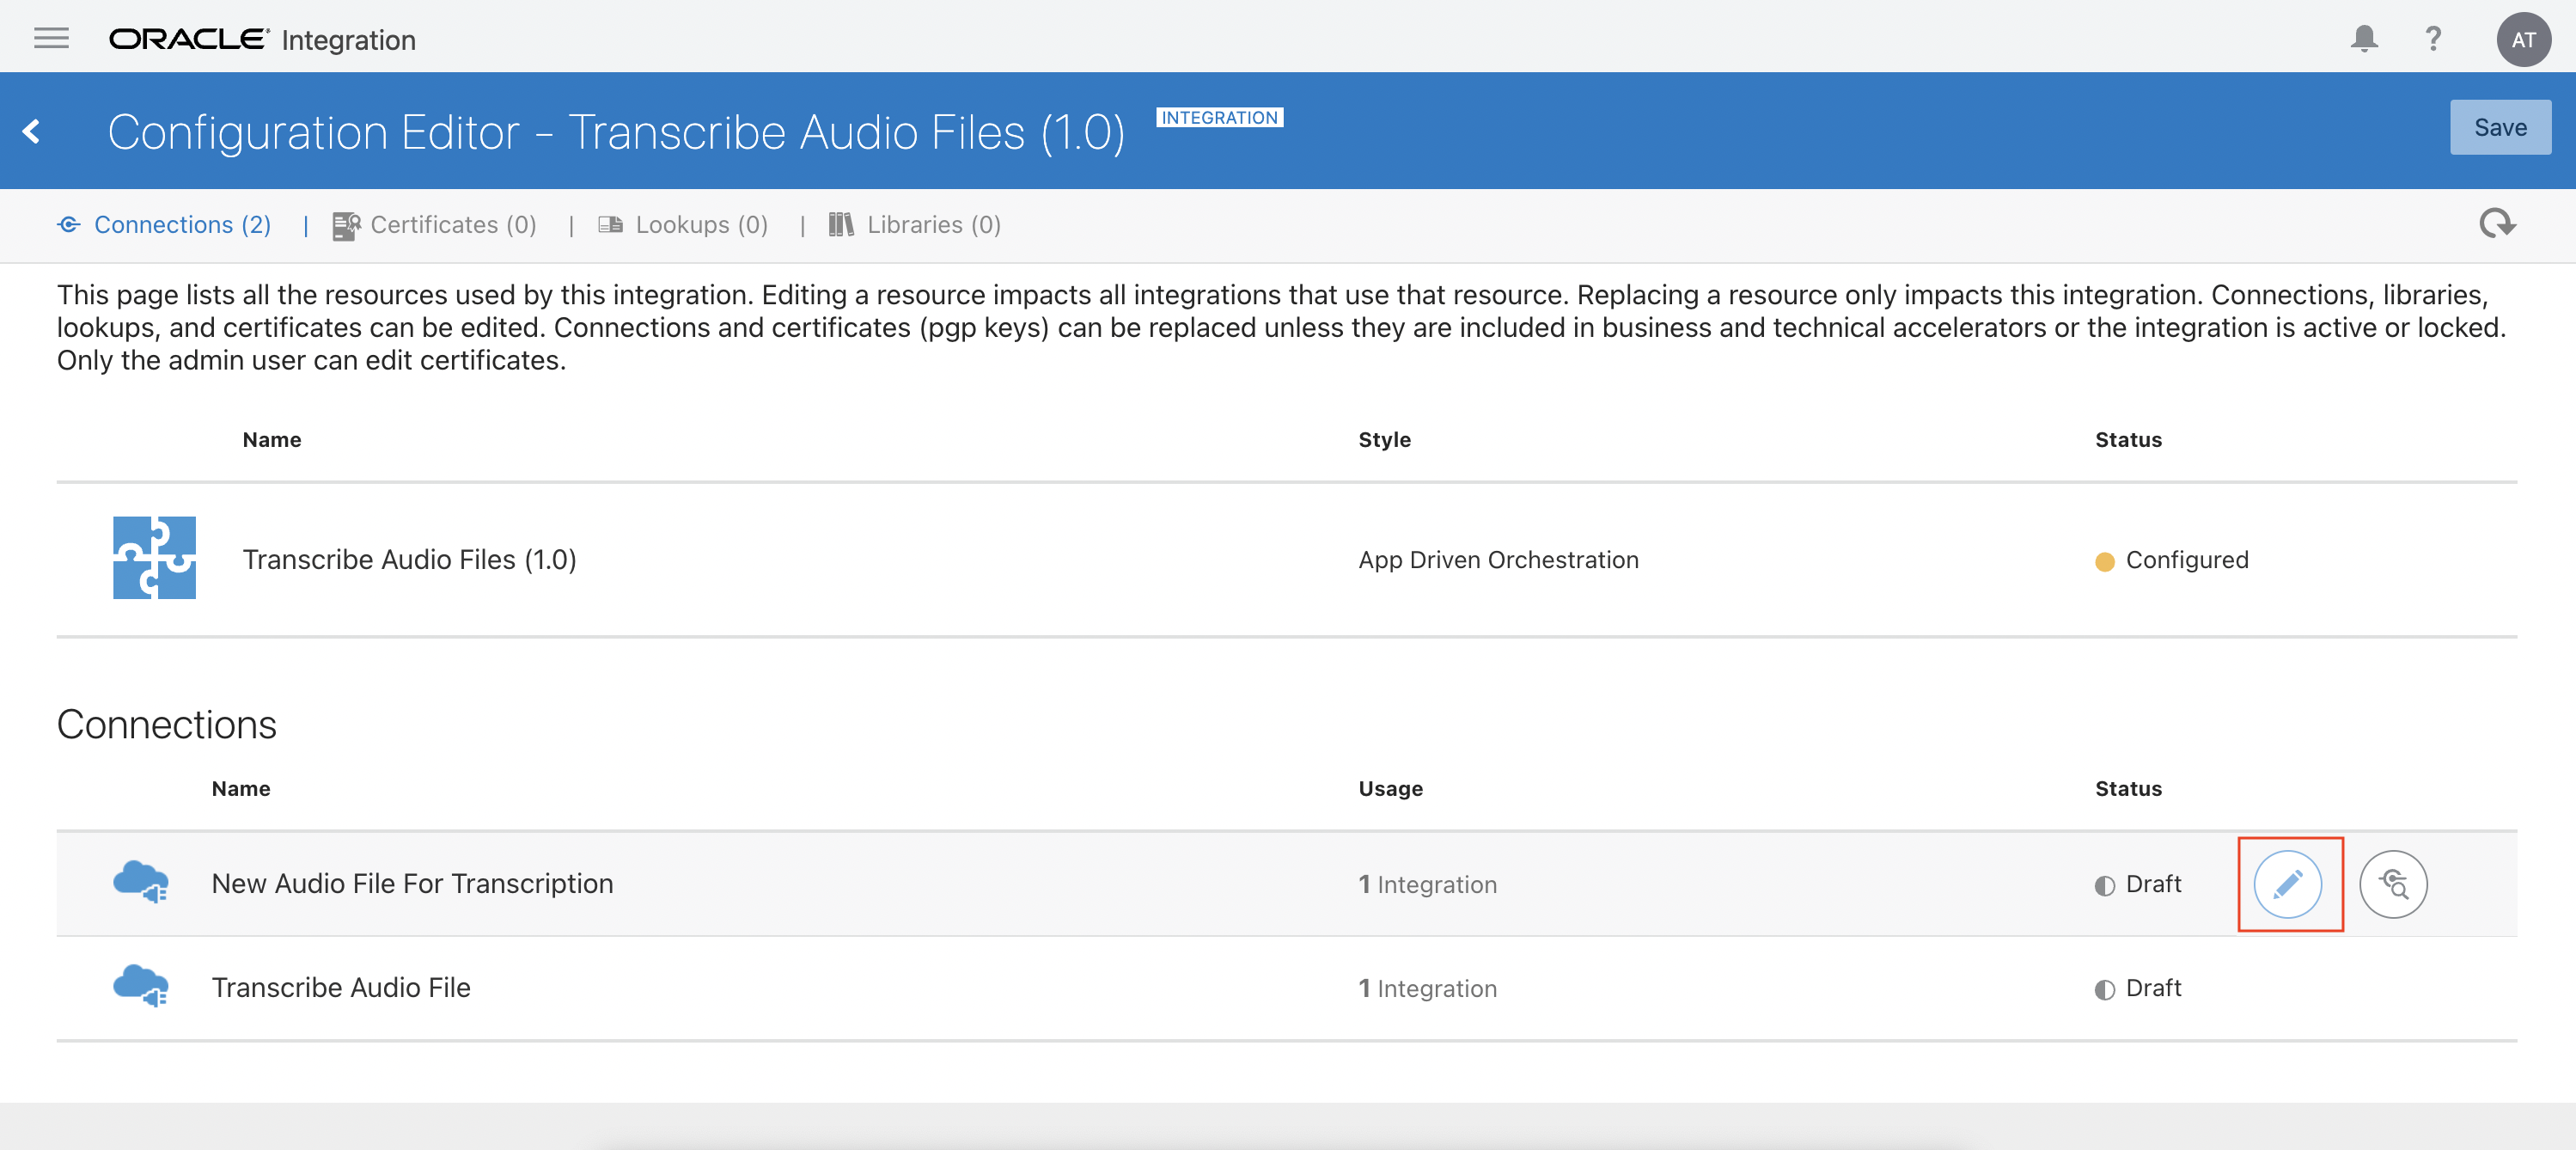 ORACLE Integration
? AT
Configuration Editor - Transcribe Audio Files (1.0) INTEGRATION
Save
Connections (2) | Certificates (0) | Lookups (0) | Libraries (0)
This page lists all the resources used by this integration. Editing a resource impacts all integrations that use that resource. Replacing a resource only impacts this integration. Connections, libraries,
lookups, and certificates can be edited. Connections and certificates (pgp keys) can be replaced unless they are included in business and technical accelerators or the integration is active or locked.
Only the admin user can edit certificates.
Name Style Status
Transcribe Audio Files (1.0) App Driven Orchestration Configured
Connections
Name Usage Status
New Audio File For Transcription 1 Integration Draft
Transcribe Audio File 1 Integration Draft